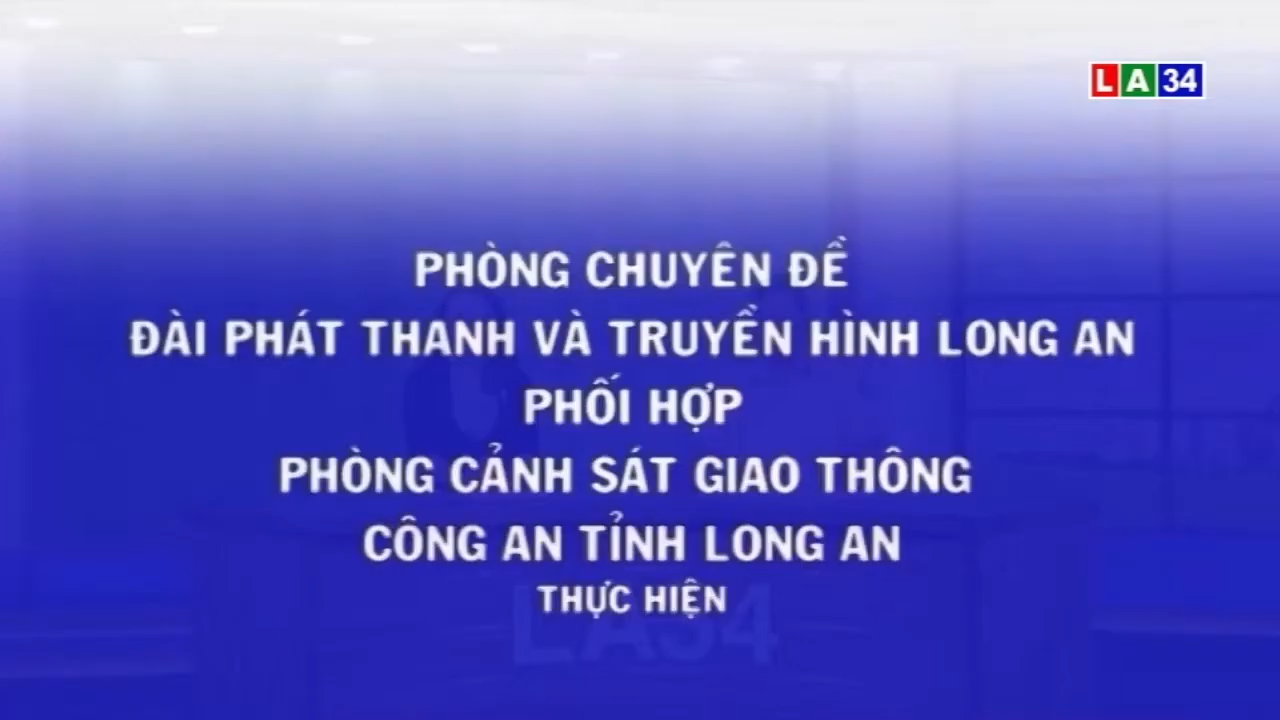 LA34
PHÒNG CHUYÊN ĐỀ
ĐÀI PHÁT THANH VÀ TRUYỀN HÌNH LONG AN
PHỐI HỢP
PHÒNG CẢNH SÁT GIAO THÔNG
CÔNG AN TỈNH LONG AN
THỰC HIỆN
LA34